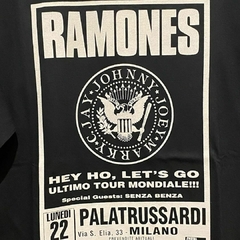 RAMONES
JOHNNY JOEY MARKY C.JAY
HEY HO, LET'S GO
ULTIMO TOUR MONDIALE!!!
Special Guests: SENZA BENZA
LUNEDI
22
PALATRUSSARDI
Via S. Elia, 33 - MILANO